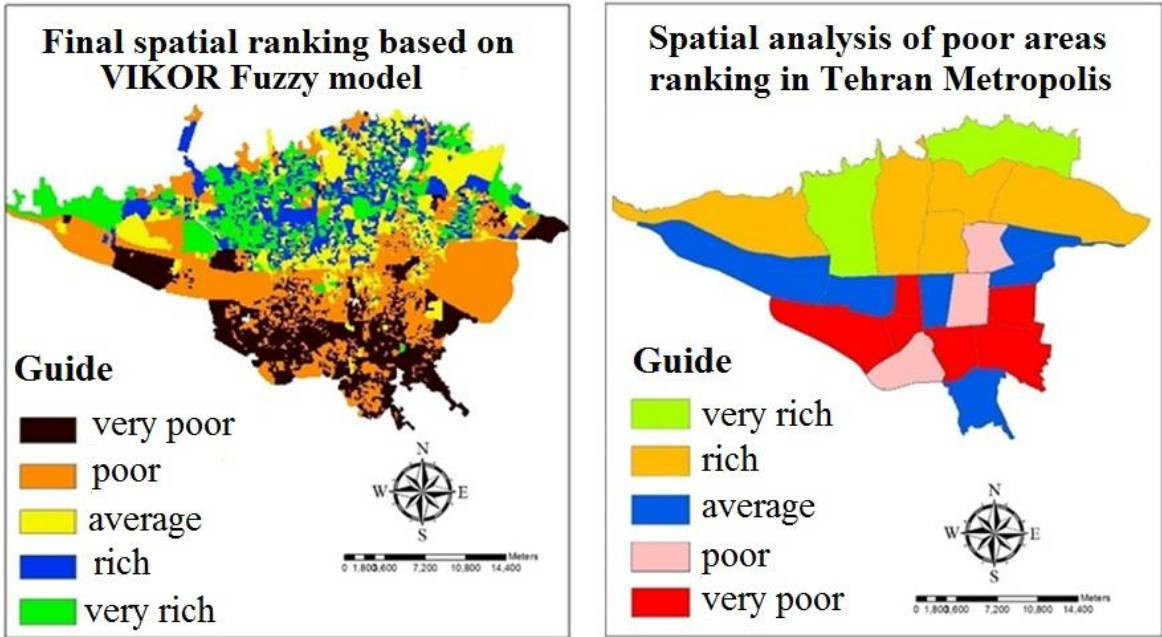 Final spatial ranking based on
VIKOR Fuzzy model
Guide
very poor
poor
average
rich
very rich
N
W E
S
Meters
0 1,800 3,600 7,200 10,800 14,400
Spatial analysis of poor areas
ranking in Tehran Metropolis
Guide
very rich
rich
average
poor
very poor
N
W E
S
Meters
0 1,800 3,600 7,200 10,800 14,400